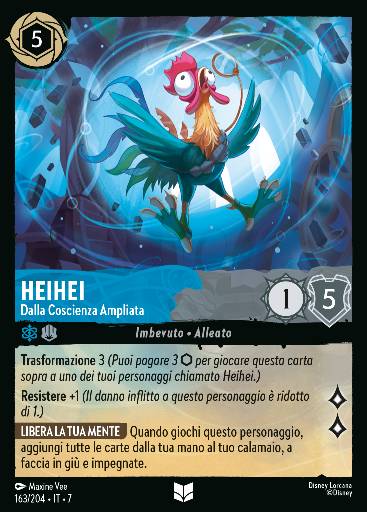 5
HEIHEI
Dalla Coscienza Ampliata
1
5
Imbevuto • Alleato
Trasformazione 3 (Puoi pagare 3 ⬡ per giocare questa carta
sopra a uno dei tuoi personaggi chiamato Heihei.)
Resistere +1 (Il danno inflitto a questo personaggio è ridotto
di 1.)
LIBERA LA TUA MENTE Quando giochi questo personaggio,
aggiungi tutte le carte dalla tua mano al tuo calamaio, a
faccia in giù e impegnate.
Maxine Vee
163/204 • IT • 7
Disney Lorcana
©Disney